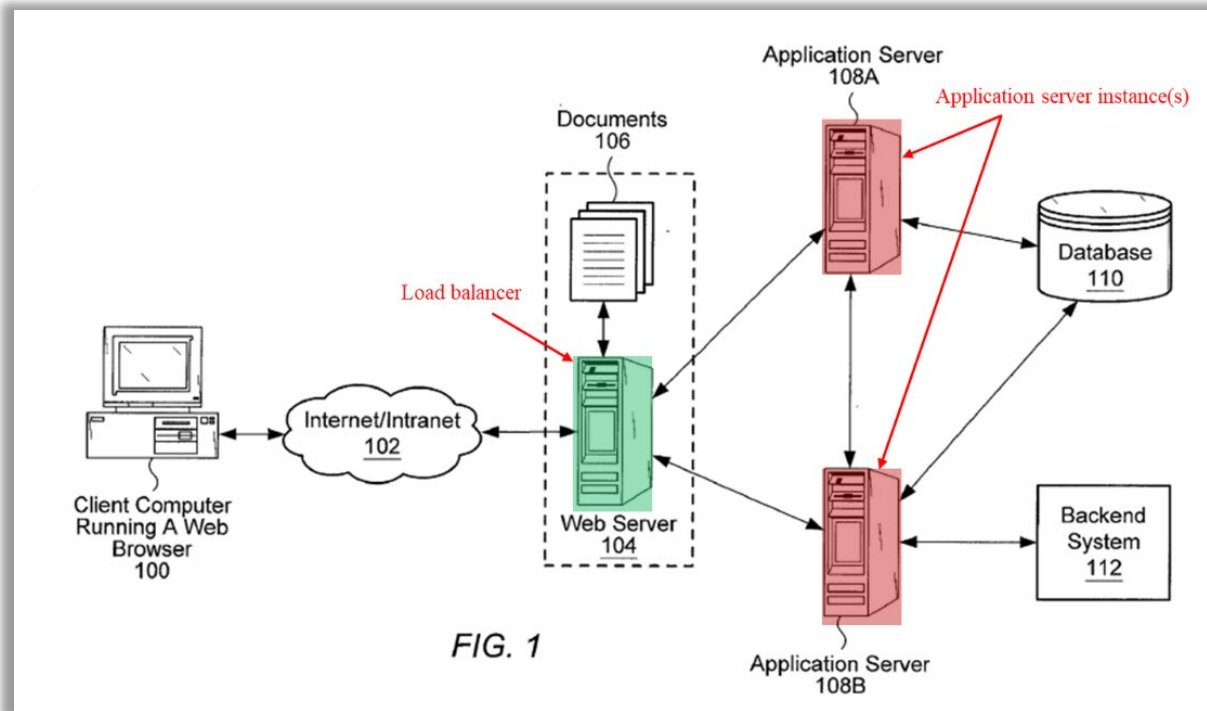 Application Server
108A
Application server instance(s)
Documents
106
Database
110
Load balancer
Internet/Intranet
102
Client Computer
Running A Web
Browser
100
Web Server
104
Backend
System
112
FIG. 1
Application Server
108B